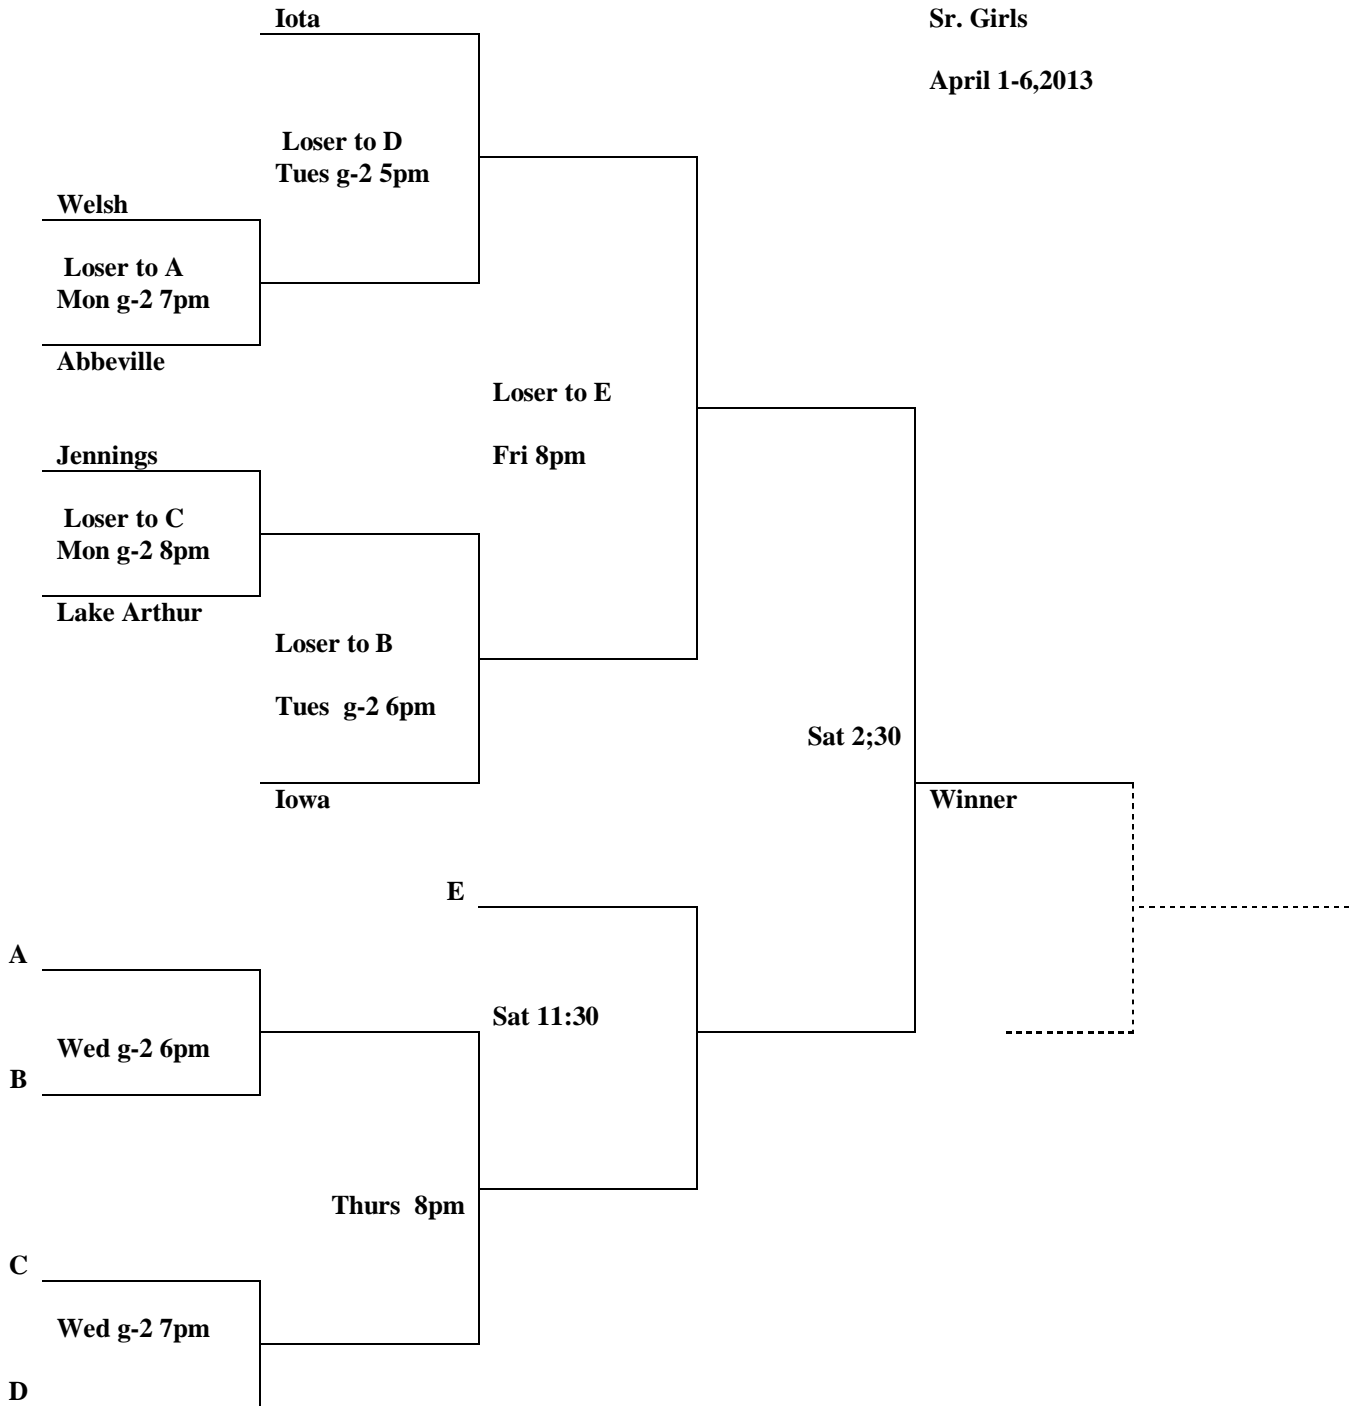 Iota
Sr. Girls
April 1-6,2013
Loser to D
Tues g-2 5pm
Welsh
Loser to A
Mon g-2 7pm
Abbeville
Loser to E
Fri 8pm
Jennings
Loser to C
Mon g-2 8pm
Lake Arthur
Loser to B
Tues  g-2 6pm
Sat 2;30
Iowa
Winner
E
A
Sat 11:30
Wed g-2 6pm
B
Thurs  8pm
C
Wed g-2 7pm
D